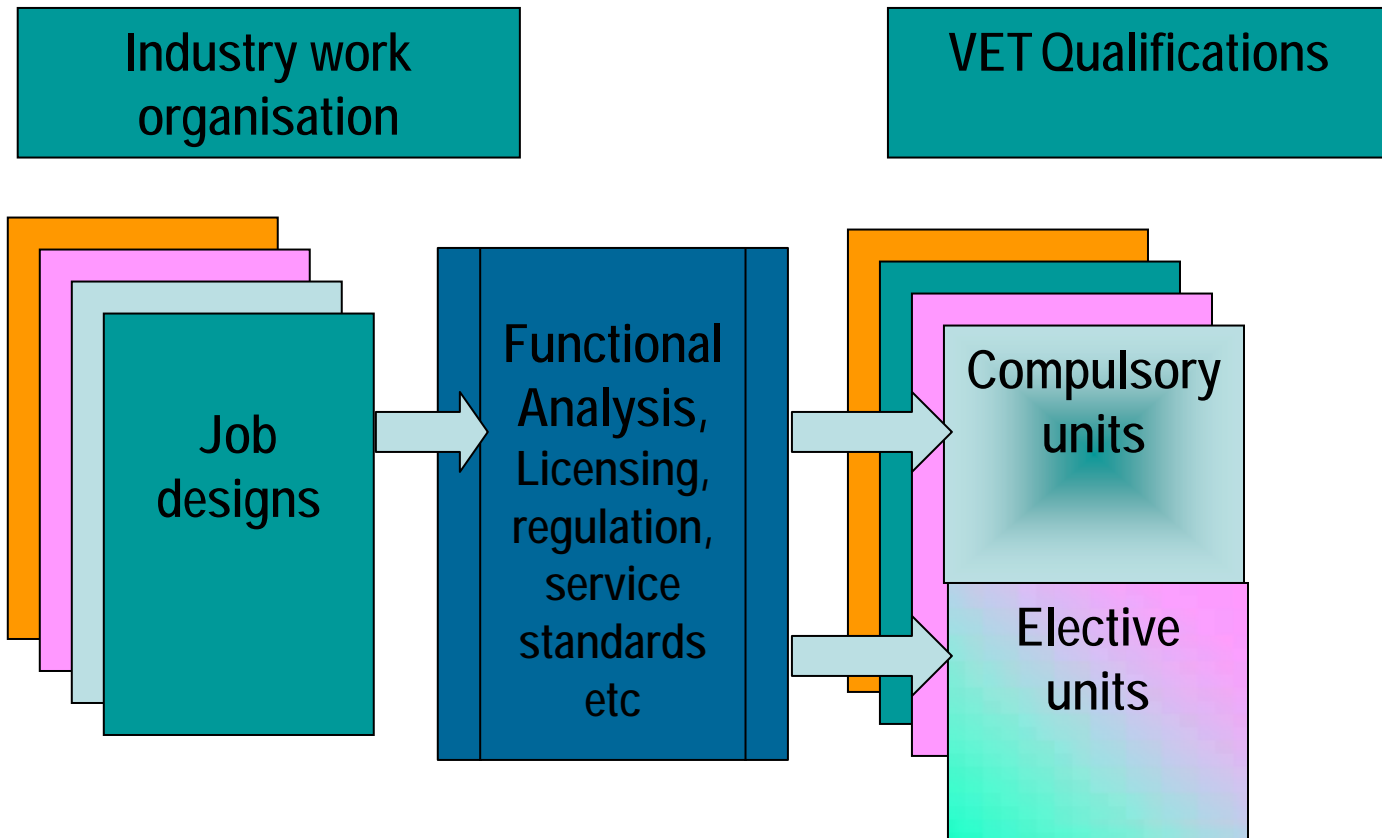 Industry work
organisation
VET Qualifications
Job
designs
Functional
Analysis,
Licensing,
regulation,
service
standards
etc
Compulsory
units
Elective
units